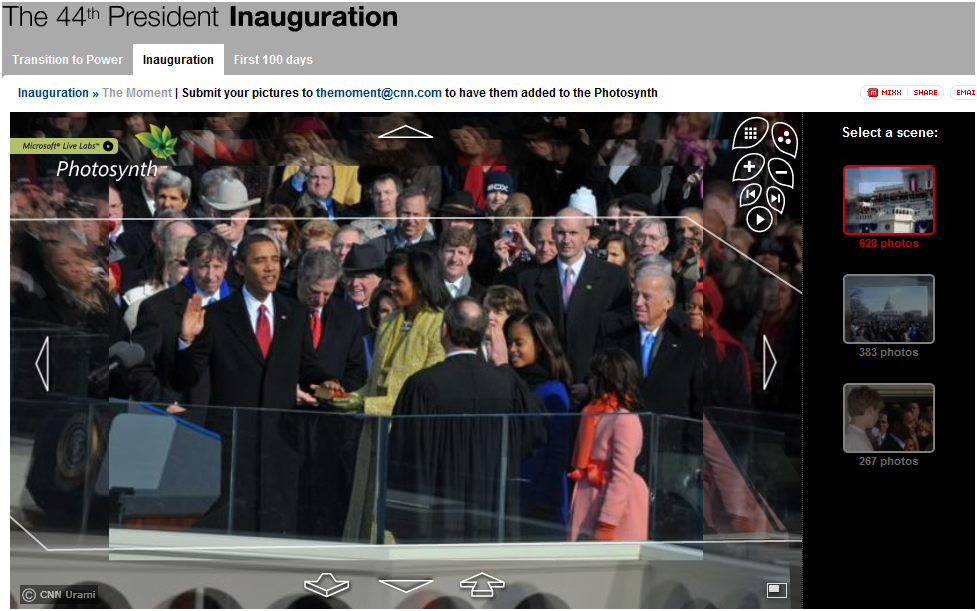 The 44th President Inauguration
Transition to Power Inauguration First 100 days
Inauguration » The Moment | Submit your pictures to themoment@cnn.com to have them added to the Photosynth
MIXX SHARE EMAI
Microsoft® Live Labs™
Photosynth
SOX
Select a scene:
628 photos
383 photos
267 photos
© CNN Urami